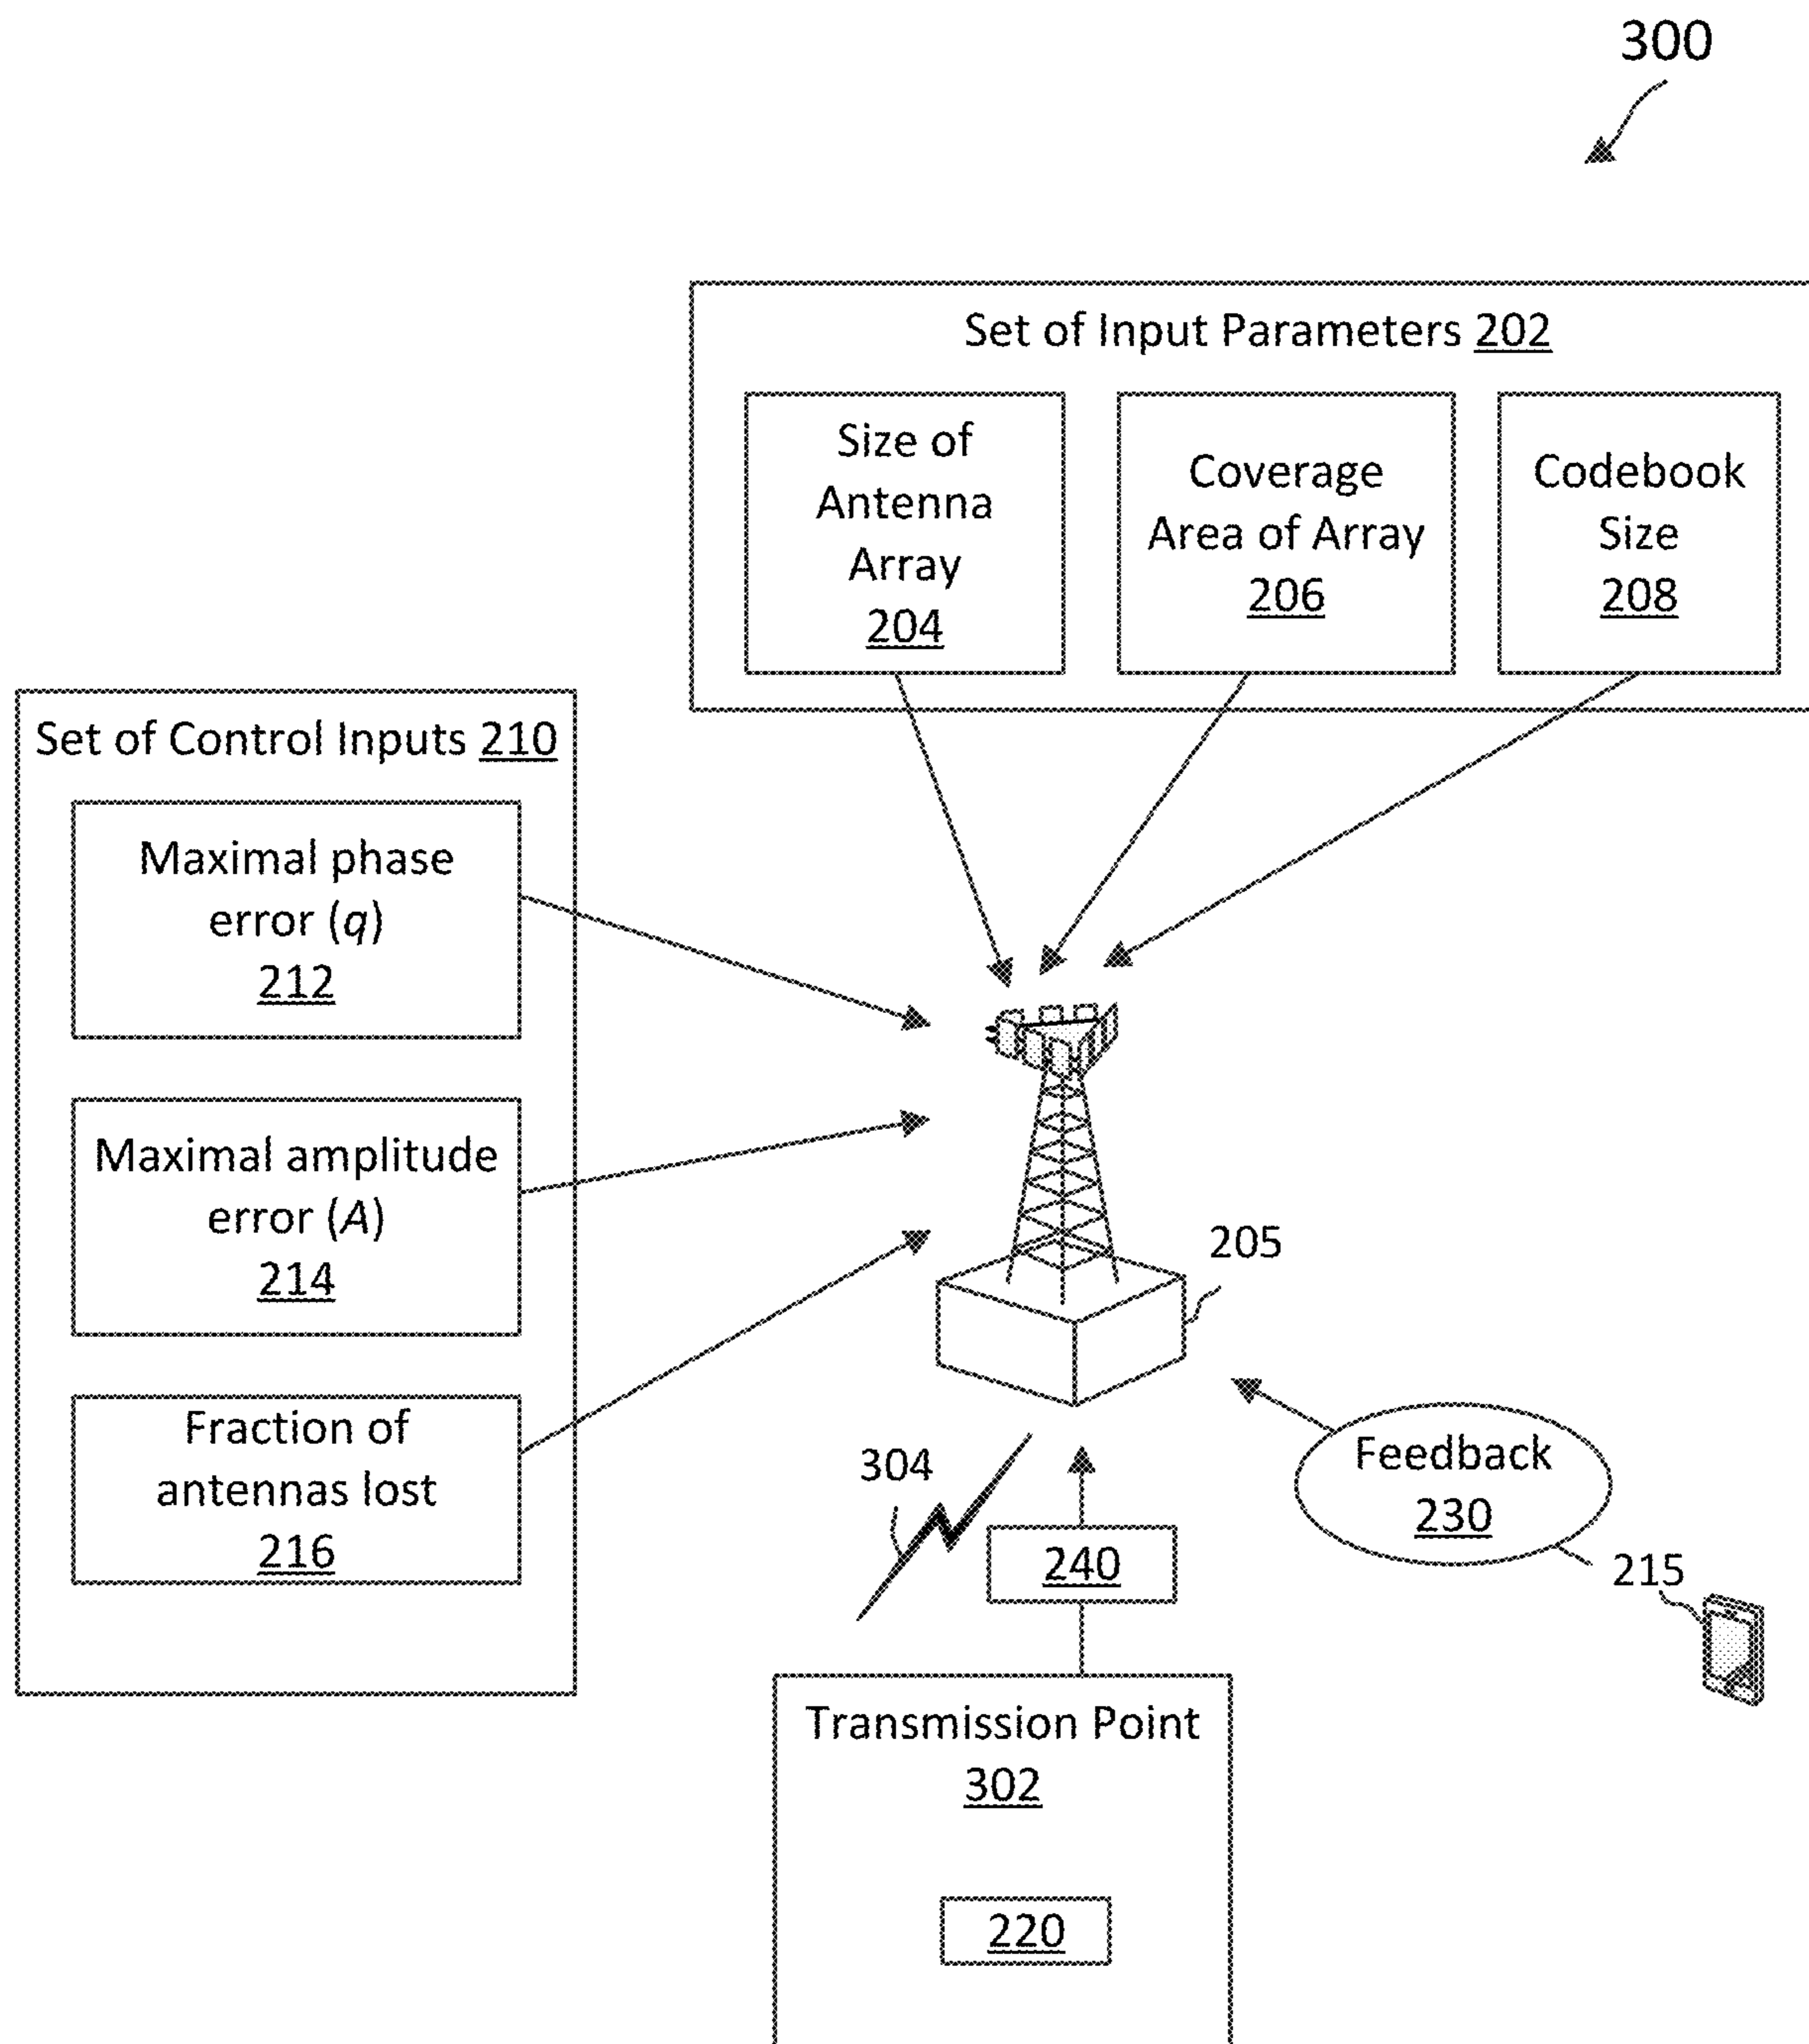 300
Set of Input Parameters 202
Size of
Antenna
Array
204
Coverage
Area of Array
206
Codebook
Size
208
Set of Control Inputs 210
Maximal phase
error (q)
212
Maximal amplitude
error (A)
214
Fraction of
antennas lost
216
205
304
240
Feedback
230
215
Transmission Point
302
220